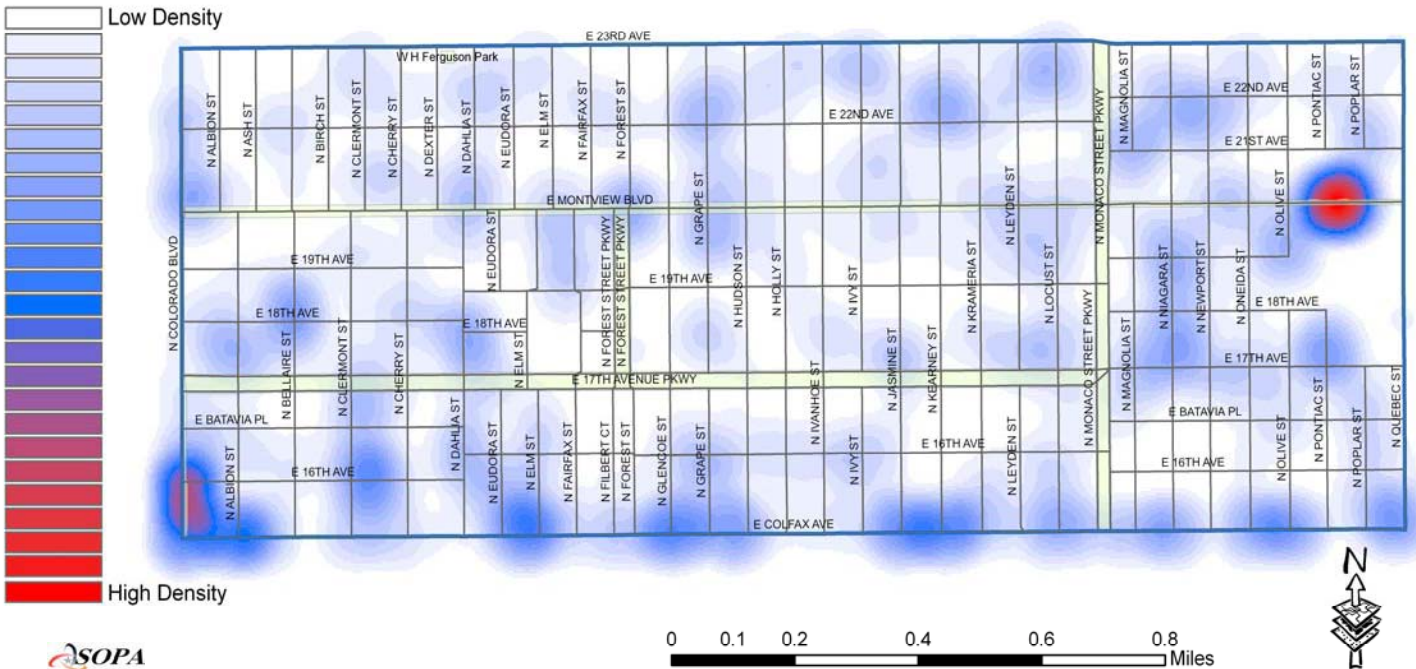 Low Density
High Density
E 23RD AVE
W H Ferguson Park
N ALBION ST
N ASH ST
N BIRCH ST
N CLERMONT ST
N CHERRY ST
N DEXTER ST
N DAHLIA ST
N EUDORA ST
N ELM ST
N FAIRFAX ST
N FOREST ST
E 22ND AVE
N MONACO STREET PKWY
N MAGNOLIA ST
E 22ND AVE
N PONTIAC ST
N POPLAR ST
E 21ST AVE
E MONTVIEW BLVD
N GRAPE ST
N LEYDEN ST
N OLIVE ST
N COLORADO BLVD
E 19TH AVE
N EUDORA ST
N FOREST STREET PKWY
N FOREST STREET PKWY
E 19TH AVE
N HUDSON ST
N HOLLY ST
N IVY ST
N KRAMERIA ST
N LOCUST ST
N NIAGARA ST
N NEWPORT ST
N ONEIDA ST
E 18TH AVE
E 18TH AVE
N BELLAIRE ST
N CLERMONT ST
N CHERRY ST
E 18TH AVE
N ELM ST
N IVANHOE ST
N JASMINE ST
N KEARNEY ST
N MONACO STREET PKWY
N MAGNOLIA ST
E 17TH AVE
E 17TH AVENUE PKWY
E BATAVIA PL
N DAHLIA ST
E BATAVIA PL
N OLIVE ST
N PONTIAC ST
N POPLAR ST
N QUEBEC ST
N ALBION ST
E 16TH AVE
N EUDORA ST
N ELM ST
N FAIRFAX ST
N FILBERT CT
N FOREST ST
N GLENCOE ST
N GRAPE ST
N IVY ST
E 16TH AVE
N LEYDEN ST
E 16TH AVE
E COLFAX AVE
N
SOPA
0 0.1 0.2 0.4 0.6 0.8
Miles